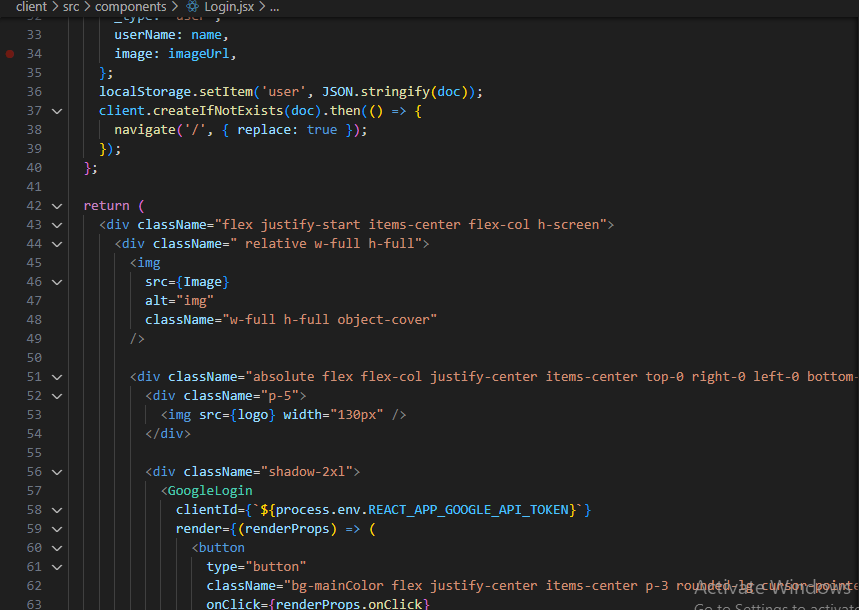 client > src > components > Login.jsx > ...
32 _type: 'user',
33 userName: name,
34 image: imageUrl,
35 };
36 localStorage.setItem('user', JSON.stringify(doc));
37 client.createIfNotExists(doc).then(() => {
38 navigate('/', { replace: true });
39 });
40 };
41
42 return (
43 <div className="flex justify-start items-center flex-col h-screen">
44 <div className=" relative w-full h-full">
45 <img
46 src={Image}
47 alt="img"
48 className="w-full h-full object-cover"
49 />
50
51 <div className="absolute flex flex-col justify-center items-center top-0 right-0 left-0 bottom-
52 <div className="p-5">
53 <img src={logo} width="130px" />
54 </div>
55
56 <div className="shadow-2xl">
57 <GoogleLogin
58 clientId={`${process.env.REACT_APP_GOOGLE_API_TOKEN}`}
59 render={(renderProps) => (
60 <button
61 type="button"
62 className="bg-mainColor flex justify-center items-center p-3 rounded-lg cursor-pointe
63 onClick={renderProps.onClick}
Activate Windows
Go to Settings to activate